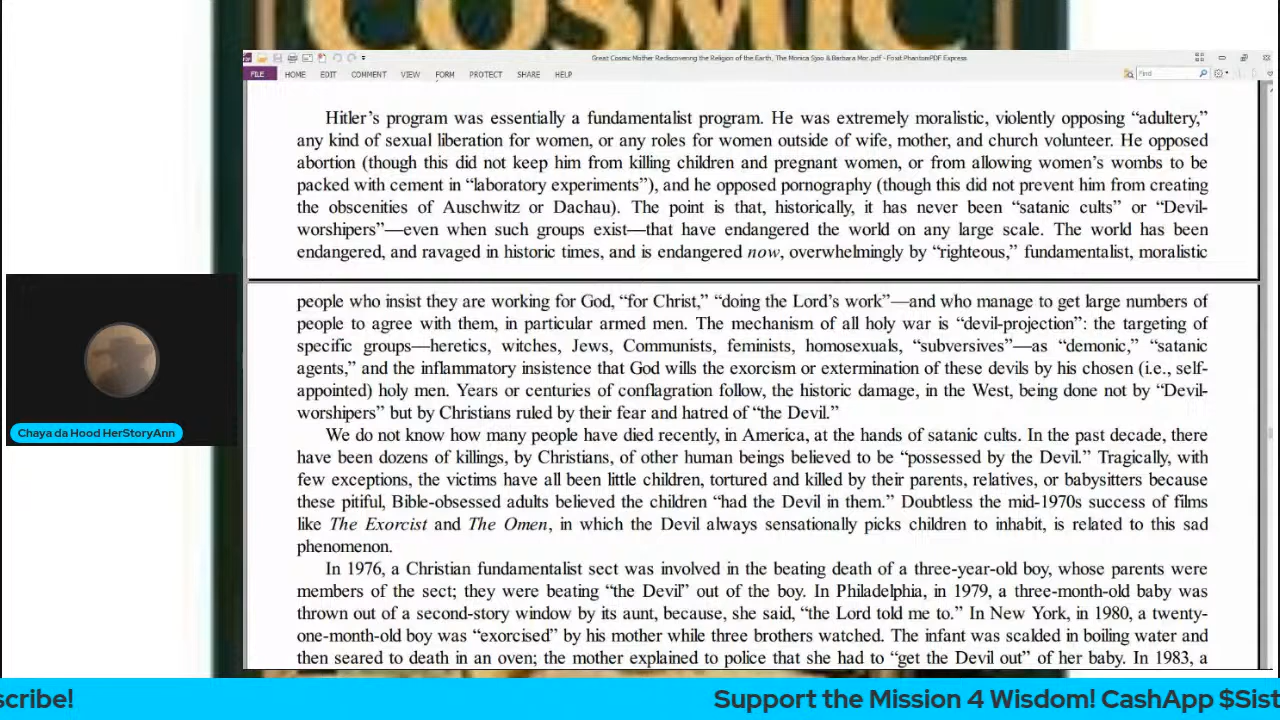 COSMIC
Great Cosmic Mother Rediscovering the Religion of the Earth, The Monica Sjoo & Barbara Mor.pdf - Foxit PhantomPDF Express
FILE HOME EDIT COMMENT VIEW FORM PROTECT SHARE HELP Find
Hitler’s program was essentially a fundamentalist program. He was extremely moralistic, violently opposing “adultery,”
any kind of sexual liberation for women, or any roles for women outside of wife, mother, and church volunteer. He opposed
abortion (though this did not keep him from killing children and pregnant women, or from allowing women’s wombs to be
packed with cement in “laboratory experiments”), and he opposed pornography (though this did not prevent him from creating
the obscenities of Auschwitz or Dachau). The point is that, historically, it has never been “satanic cults” or “Devil-
worshipers”—even when such groups exist—that have endangered the world on any large scale. The world has been
endangered, and ravaged in historic times, and is endangered now, overwhelmingly by “righteous,” fundamentalist, moralistic
people who insist they are working for God, “for Christ,” “doing the Lord’s work”—and who manage to get large numbers of
people to agree with them, in particular armed men. The mechanism of all holy war is “devil-projection”: the targeting of
specific groups—heretics, witches, Jews, Communists, feminists, homosexuals, “subversives”—as “demonic,” “satanic
agents,” and the inflammatory insistence that God wills the exorcism or extermination of these devils by his chosen (i.e., self-
appointed) holy men. Years or centuries of conflagration follow, the historic damage, in the West, being done not by “Devil-
worshipers” but by Christians ruled by their fear and hatred of “the Devil.”
We do not know how many people have died recently, in America, at the hands of satanic cults. In the past decade, there
have been dozens of killings, by Christians, of other human beings believed to be “possessed by the Devil.” Tragically, with
few exceptions, the victims have all been little children, tortured and killed by their parents, relatives, or babysitters because
these pitiful, Bible-obsessed adults believed the children “had the Devil in them.” Doubtless the mid-1970s success of films
like The Exorcist and The Omen, in which the Devil always sensationally picks children to inhabit, is related to this sad
phenomenon.
In 1976, a Christian fundamentalist sect was involved in the beating death of a three-year-old boy, whose parents were
members of the sect; they were beating “the Devil” out of the boy. In Philadelphia, in 1979, a three-month-old baby was
thrown out of a second-story window by its aunt, because, she said, “the Lord told me to.” In New York, in 1980, a twenty-
one-month-old boy was “exorcised” by his mother while three brothers watched. The infant was scalded in boiling water and
then seared to death in an oven; the mother explained to police that she had to “get the Devil out” of her baby. In 1983, a
Chaya da Hood HerStoryAnn
scribe! Support the Mission 4 Wisdom! CashApp $Sist